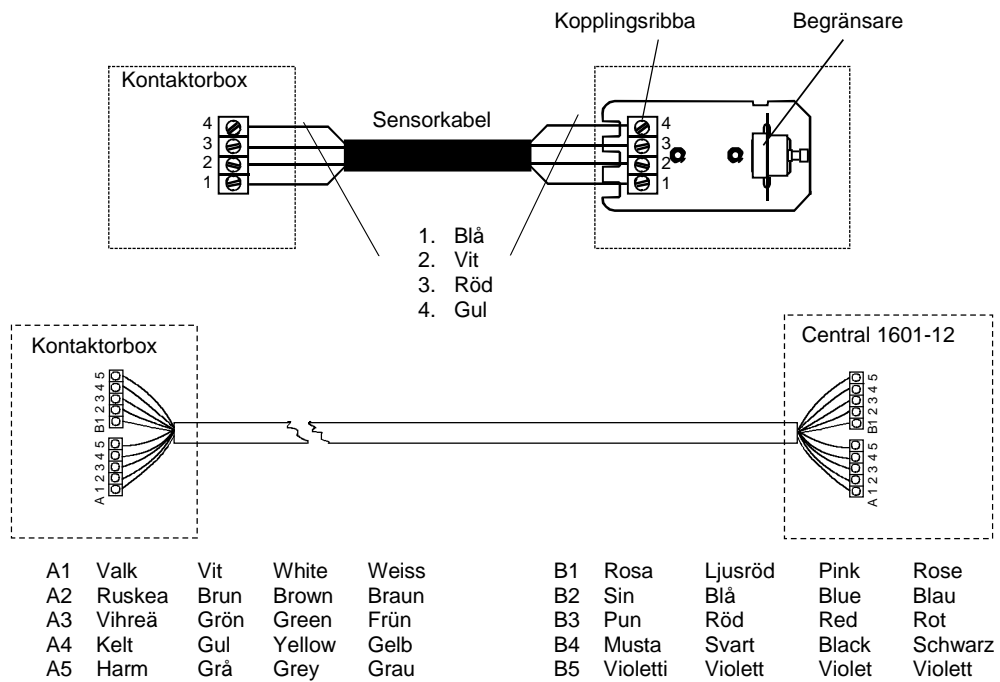 Kopplingsribba Begränsare
Kontaktorbox
Sensorkabel
4
3
2
1
4
3
2
1
1. Blå
2. Vit
3. Röd
4. Gul
Kontaktorbox
Central 1601-12
B1 2 3 4 5
A 1 2 3 4 5
B1 2 3 4 5
A 1 2 3 4 5
A1 Valk Vit White Weiss
A2 Ruskea Brun Brown Braun
A3 Vihreä Grön Green Frün
A4 Kelt Gul Yellow Gelb
A5 Harm Grå Grey Grau
B1 Rosa Ljusröd Pink Rose
B2 Sin Blå Blue Blau
B3 Pun Röd Red Rot
B4 Musta Svart Black Schwarz
B5 Violetti Violett Violet Violett